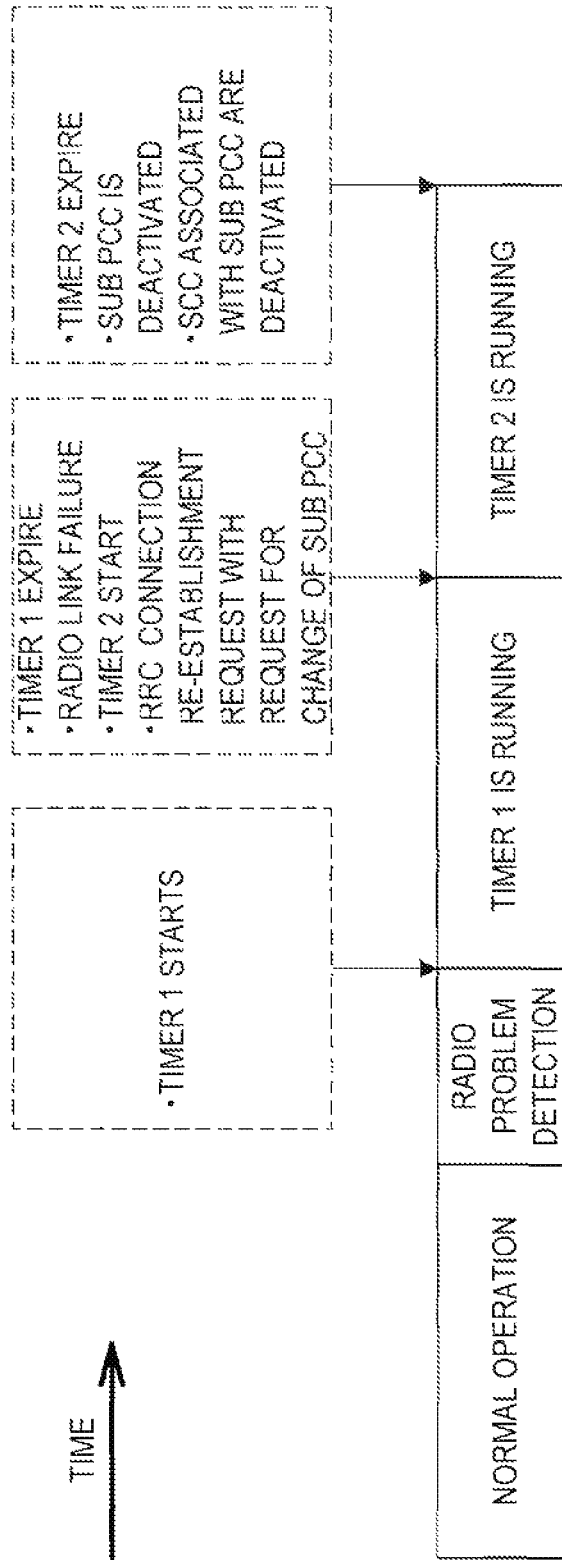 TIME
• TIMER 1 STARTS
• TIMER 1 EXPIRE
• RADIO LINK FAILURE
• TIMER 2 START
• RRC CONNECTION
RE-ESTABLISHMENT
REQUEST WITH
REQUEST FOR
CHANGE OF SUB PCC
• TIMER 2 EXPIRE
• SUB PCC IS
DEACTIVATED
• SCC ASSOCIATED
WITH SUB PCC ARE
DEACTIVATED
NORMAL OPERATION
RADIO
PROBLEM
DETECTION
TIMER 1 IS RUNNING
TIMER 2 IS RUNNING